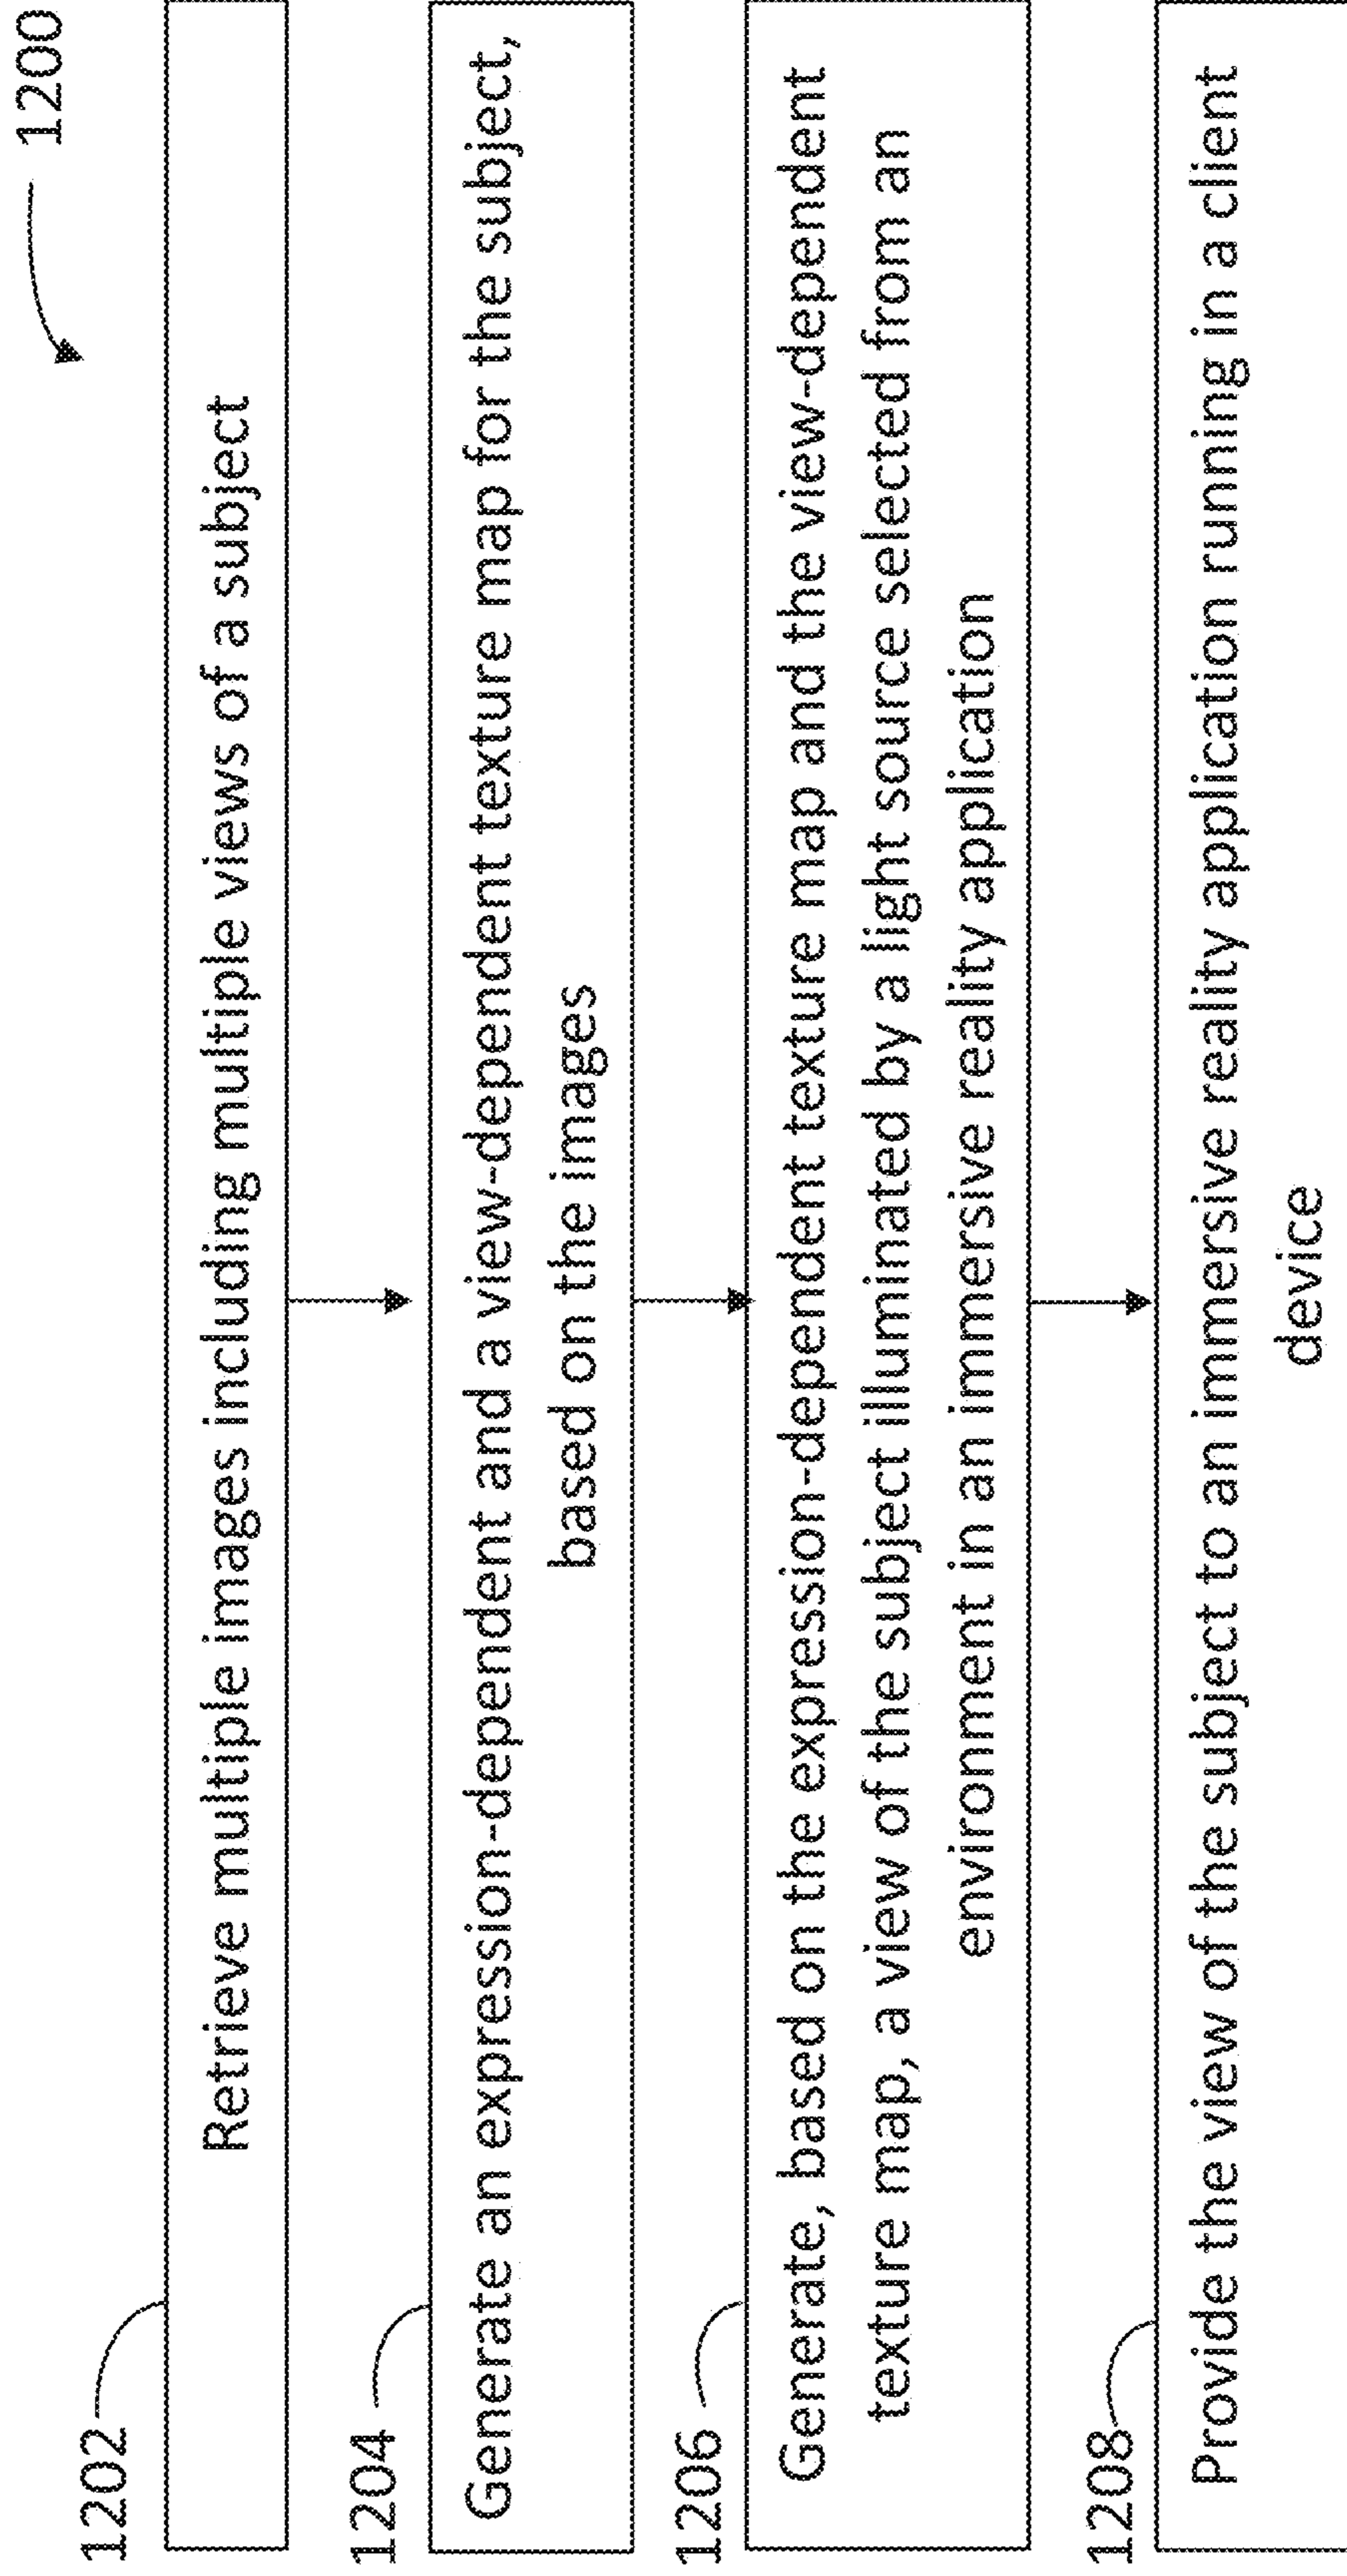 1200
1202
Retrieve multiple images including multiple views of a subject
1204
Generate an expression-dependent and a view-dependent texture map for the subject,
based on the images
1206
Generate, based on the expression-dependent texture map and the view-dependent
texture map, a view of the subject illuminated by a light source selected from an
environment in an immersive reality application
1208
Provide the view of the subject to an immersive reality application running in a client
device